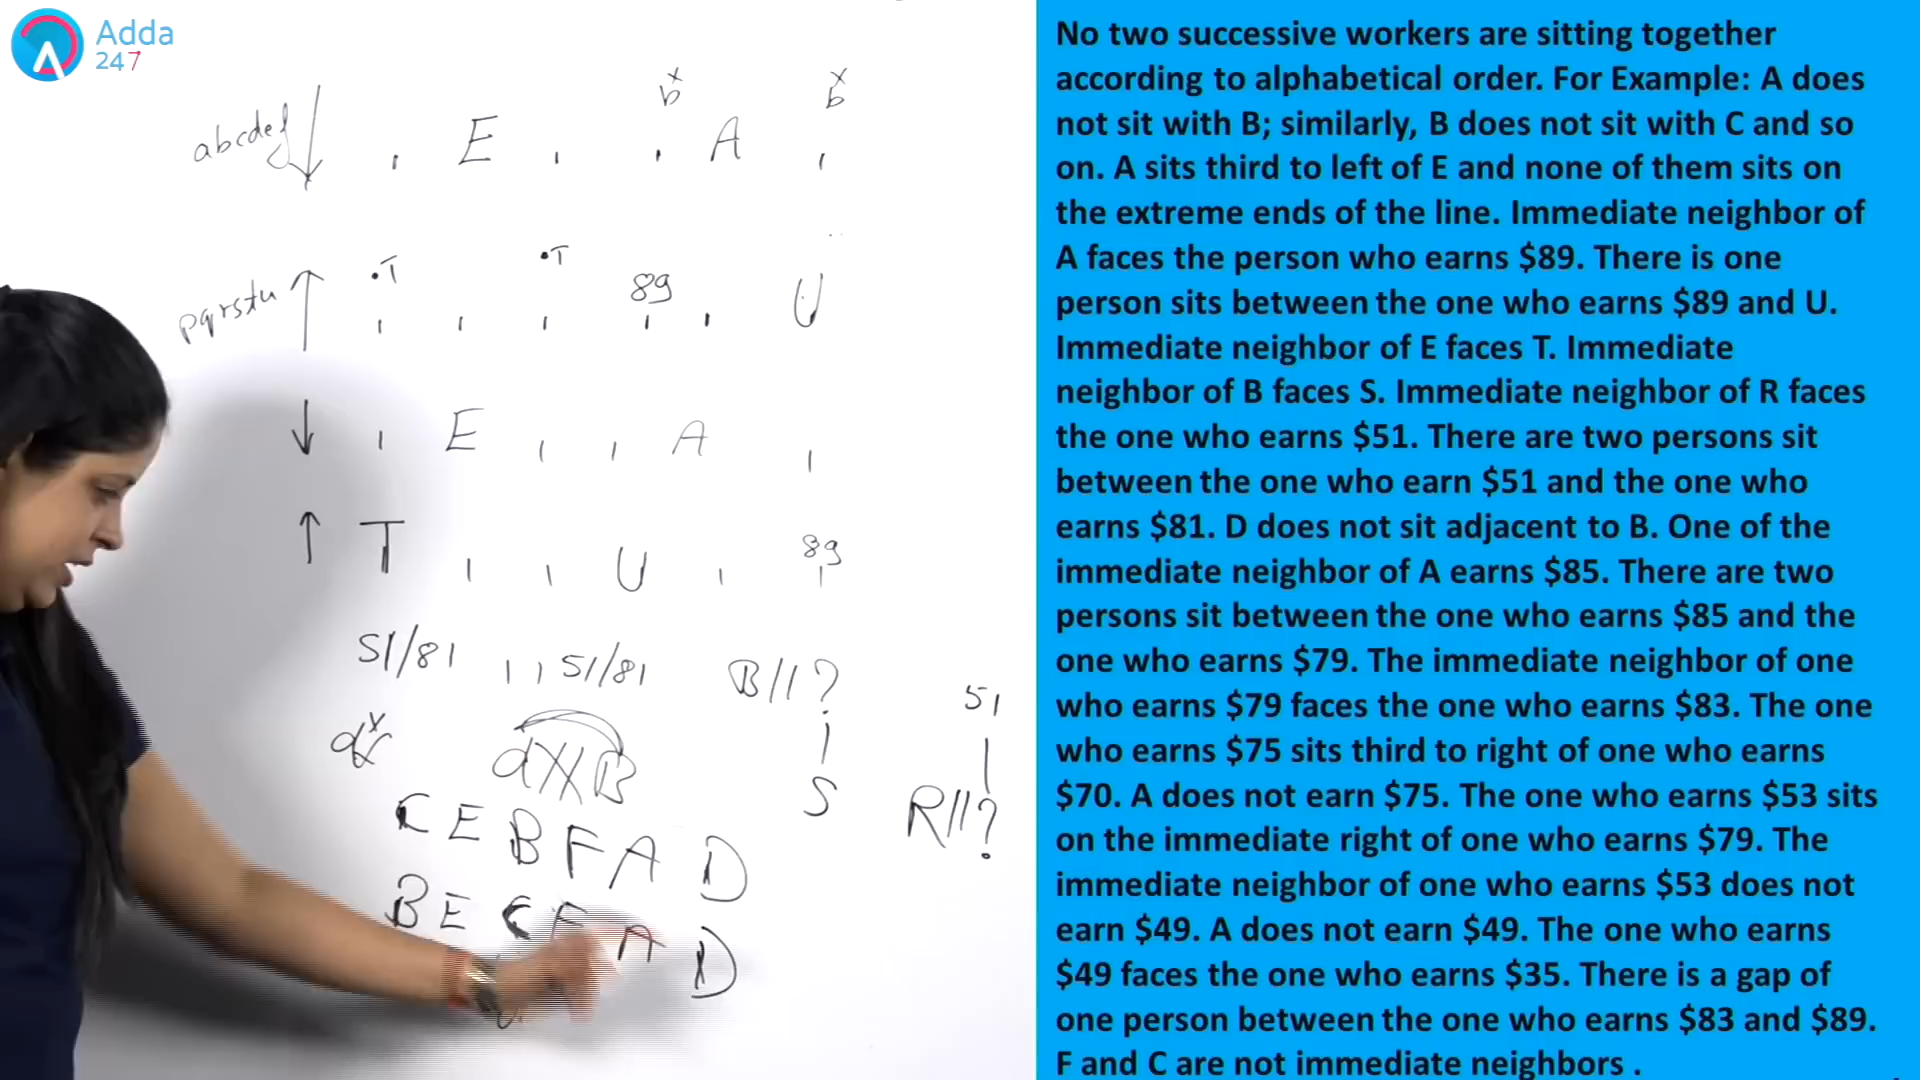 Adda
247
x x
b b
abcdef . E . . A .
•T •T
pqrstu 89 U
E A
T U 89
51/81 51/81 B//?
51
d S R//?
C E B F A D
B E C F A D
No two successive workers are sitting together
according to alphabetical order. For Example: A does
not sit with B; similarly, B does not sit with C and so
on. A sits third to left of E and none of them sits on
the extreme ends of the line. Immediate neighbor of
A faces the person who earns $89. There is one
person sits between the one who earns $89 and U.
Immediate neighbor of E faces T. Immediate
neighbor of B faces S. Immediate neighbor of R faces
the one who earns $51. There are two persons sit
between the one who earn $51 and the one who
earns $81. D does not sit adjacent to B. One of the
immediate neighbor of A earns $85. There are two
persons sit between the one who earns $85 and the
one who earns $79. The immediate neighbor of one
who earns $79 faces the one who earns $83. The one
who earns $75 sits third to right of one who earns
$70. A does not earn $75. The one who earns $53 sits
on the immediate right of one who earns $79. The
immediate neighbor of one who earns $53 does not
earn $49. A does not earn $49. The one who earns
$49 faces the one who earns $35. There is a gap of
one person between the one who earns $83 and $89.
F and C are not immediate neighbors .